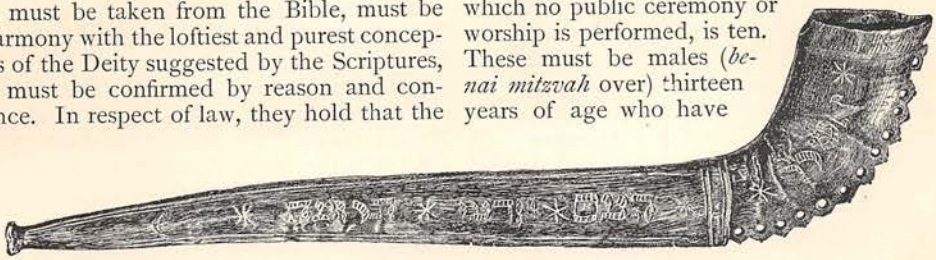 must be taken from the Bible, must be
armony with the loftiest and purest concep-
s of the Deity suggested by the Scriptures,
must be confirmed by reason and con-
nce. In respect of law, they hold that the
which no public ceremony or
worship is performed, is ten.
These must be males (be-
nai mitzvah over) thirteen
years of age who have